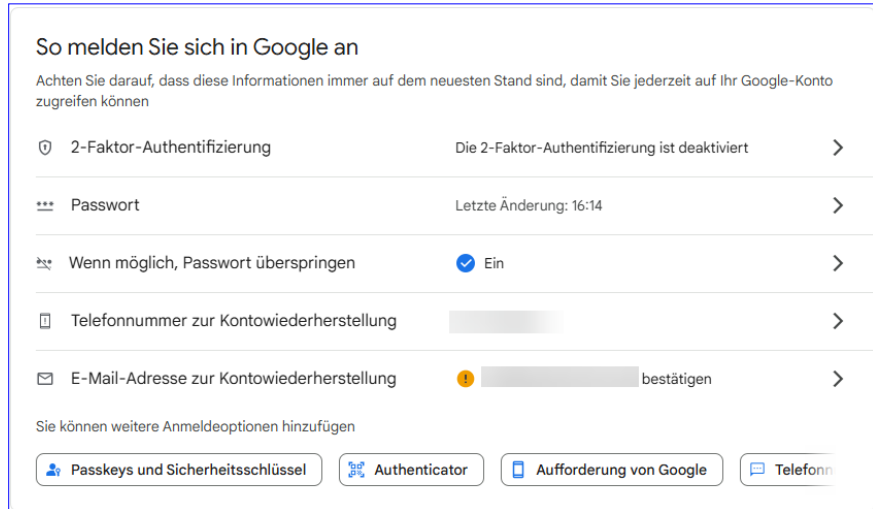 So melden Sie sich in Google an
Achten Sie darauf, dass diese Informationen immer auf dem neuesten Stand sind, damit Sie jederzeit auf Ihr Google-Konto
zugreifen können
2-Faktor-Authentifizierung Die 2-Faktor-Authentifizierung ist deaktiviert
Passwort Letzte Änderung: 16:14
Wenn möglich, Passwort überspringen Ein
Telefonnummer zur Kontowiederherstellung
E-Mail-Adresse zur Kontowiederherstellung bestätigen
Sie können weitere Anmeldeoptionen hinzufügen
Passkeys und Sicherheitsschlüssel Authenticator Aufforderung von Google